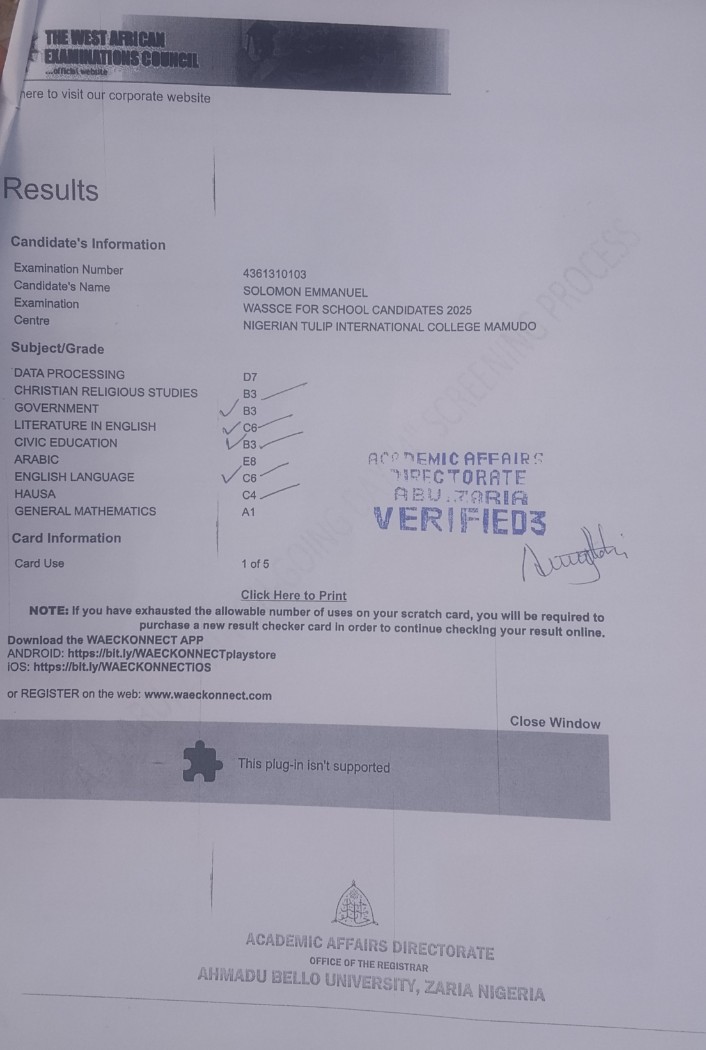 THE WEST AFRICAN
EXAMINATIONS COUNCIL
...official website
here to visit our corporate website
Results
Candidate's Information
Examination Number 4361310103
Candidate's Name SOLOMON EMMANUEL
Examination WASSCE FOR SCHOOL CANDIDATES 2025
Centre NIGERIAN TULIP INTERNATIONAL COLLEGE MAMUDO
Subject/Grade
DATA PROCESSING D7
CHRISTIAN RELIGIOUS STUDIES B3
GOVERNMENT B3
LITERATURE IN ENGLISH C6
CIVIC EDUCATION B3
ARABIC E8
ENGLISH LANGUAGE C6
HAUSA C4
GENERAL MATHEMATICS A1
ACADEMIC AFFAIRS
DIRECTORATE
ABU. ZARIA
VERIFIED3
Card Information
Card Use 1 of 5
Click Here to Print
NOTE: If you have exhausted the allowable number of uses on your scratch card, you will be required to
purchase a new result checker card in order to continue checking your result online.
Download the WAECKONNECT APP
ANDROID: https://bit.ly/WAECKONNECTplaystore
iOS: https://bit.ly/WAECKONNECTIOS
or REGISTER on the web: www.waeckonnect.com
Close Window
This plug-in isn't supported
SCREENING PROCESS
ACADEMIC AFFAIRS DIRECTORATE
OFFICE OF THE REGISTRAR
AHMADU BELLO UNIVERSITY, ZARIA NIGERIA